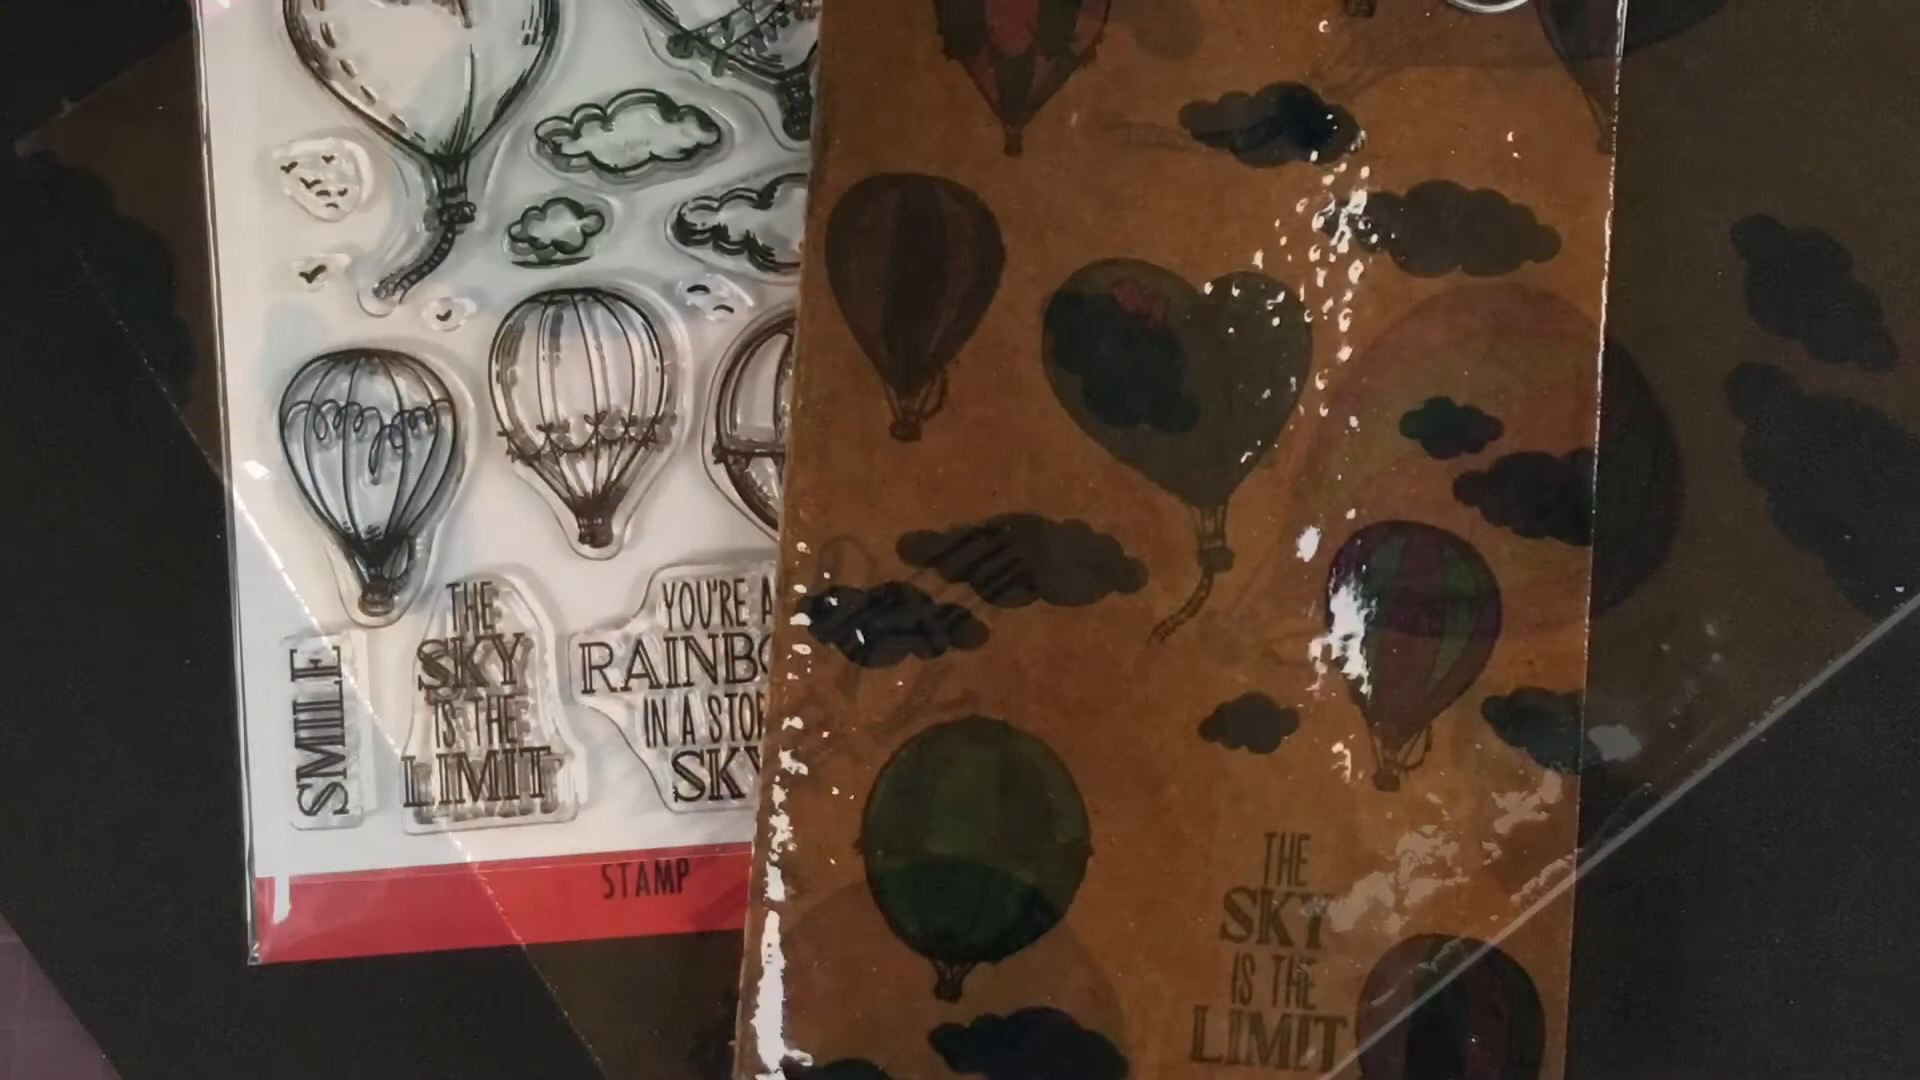 SMILE
THE
SKY
IS THE
LIMIT
YOU'RE A
RAINBO
IN A STOR
SKY
STAMP
THE
SKY
IS THE
LIMIT